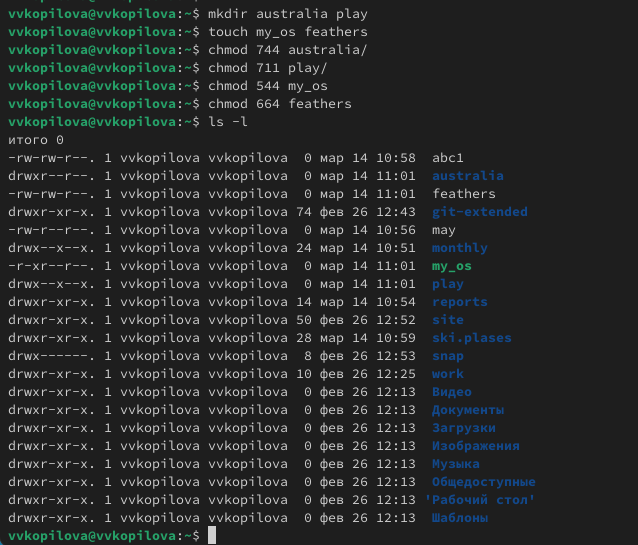 vvkopilova@vvkopilova:~$ mkdir australia play
vvkopilova@vvkopilova:~$ touch my_os feathers
vvkopilova@vvkopilova:~$ chmod 744 australia/
vvkopilova@vvkopilova:~$ chmod 711 play/
vvkopilova@vvkopilova:~$ chmod 544 my_os
vvkopilova@vvkopilova:~$ chmod 664 feathers
vvkopilova@vvkopilova:~$ ls -l
итого 0
-rw-rw-r--. 1 vvkopilova vvkopilova  0 мар 14 10:58  abc1
drwxr--r--. 1 vvkopilova vvkopilova  0 мар 14 11:01  australia
-rw-rw-r--. 1 vvkopilova vvkopilova  0 мар 14 11:01  feathers
drwxr-xr-x. 1 vvkopilova vvkopilova 74 фев 26 12:43  git-extended
-rw-r--r--. 1 vvkopilova vvkopilova  0 мар 14 10:56  may
drwx--x--x. 1 vvkopilova vvkopilova 24 мар 14 10:51  monthly
-r-xr--r--. 1 vvkopilova vvkopilova  0 мар 14 11:01  my_os
drwx--x--x. 1 vvkopilova vvkopilova  0 мар 14 11:01  play
drwxr-xr-x. 1 vvkopilova vvkopilova 14 мар 14 10:54  reports
drwxr-xr-x. 1 vvkopilova vvkopilova 50 фев 26 12:52  site
drwxr-xr-x. 1 vvkopilova vvkopilova 28 мар 14 10:59  ski.plases
drwx------. 1 vvkopilova vvkopilova  8 фев 26 12:53  snap
drwxr-xr-x. 1 vvkopilova vvkopilova 10 фев 26 12:25  work
drwxr-xr-x. 1 vvkopilova vvkopilova  0 фев 26 12:13  Видео
drwxr-xr-x. 1 vvkopilova vvkopilova  0 фев 26 12:13  Документы
drwxr-xr-x. 1 vvkopilova vvkopilova  0 фев 26 12:13  Загрузки
drwxr-xr-x. 1 vvkopilova vvkopilova  0 фев 26 12:13  Изображения
drwxr-xr-x. 1 vvkopilova vvkopilova  0 фев 26 12:13  Музыка
drwxr-xr-x. 1 vvkopilova vvkopilova  0 фев 26 12:13  Общедоступные
drwxr-xr-x. 1 vvkopilova vvkopilova  0 фев 26 12:13 'Рабочий стол'
drwxr-xr-x. 1 vvkopilova vvkopilova  0 фев 26 12:13  Шаблоны
vvkopilova@vvkopilova:~$